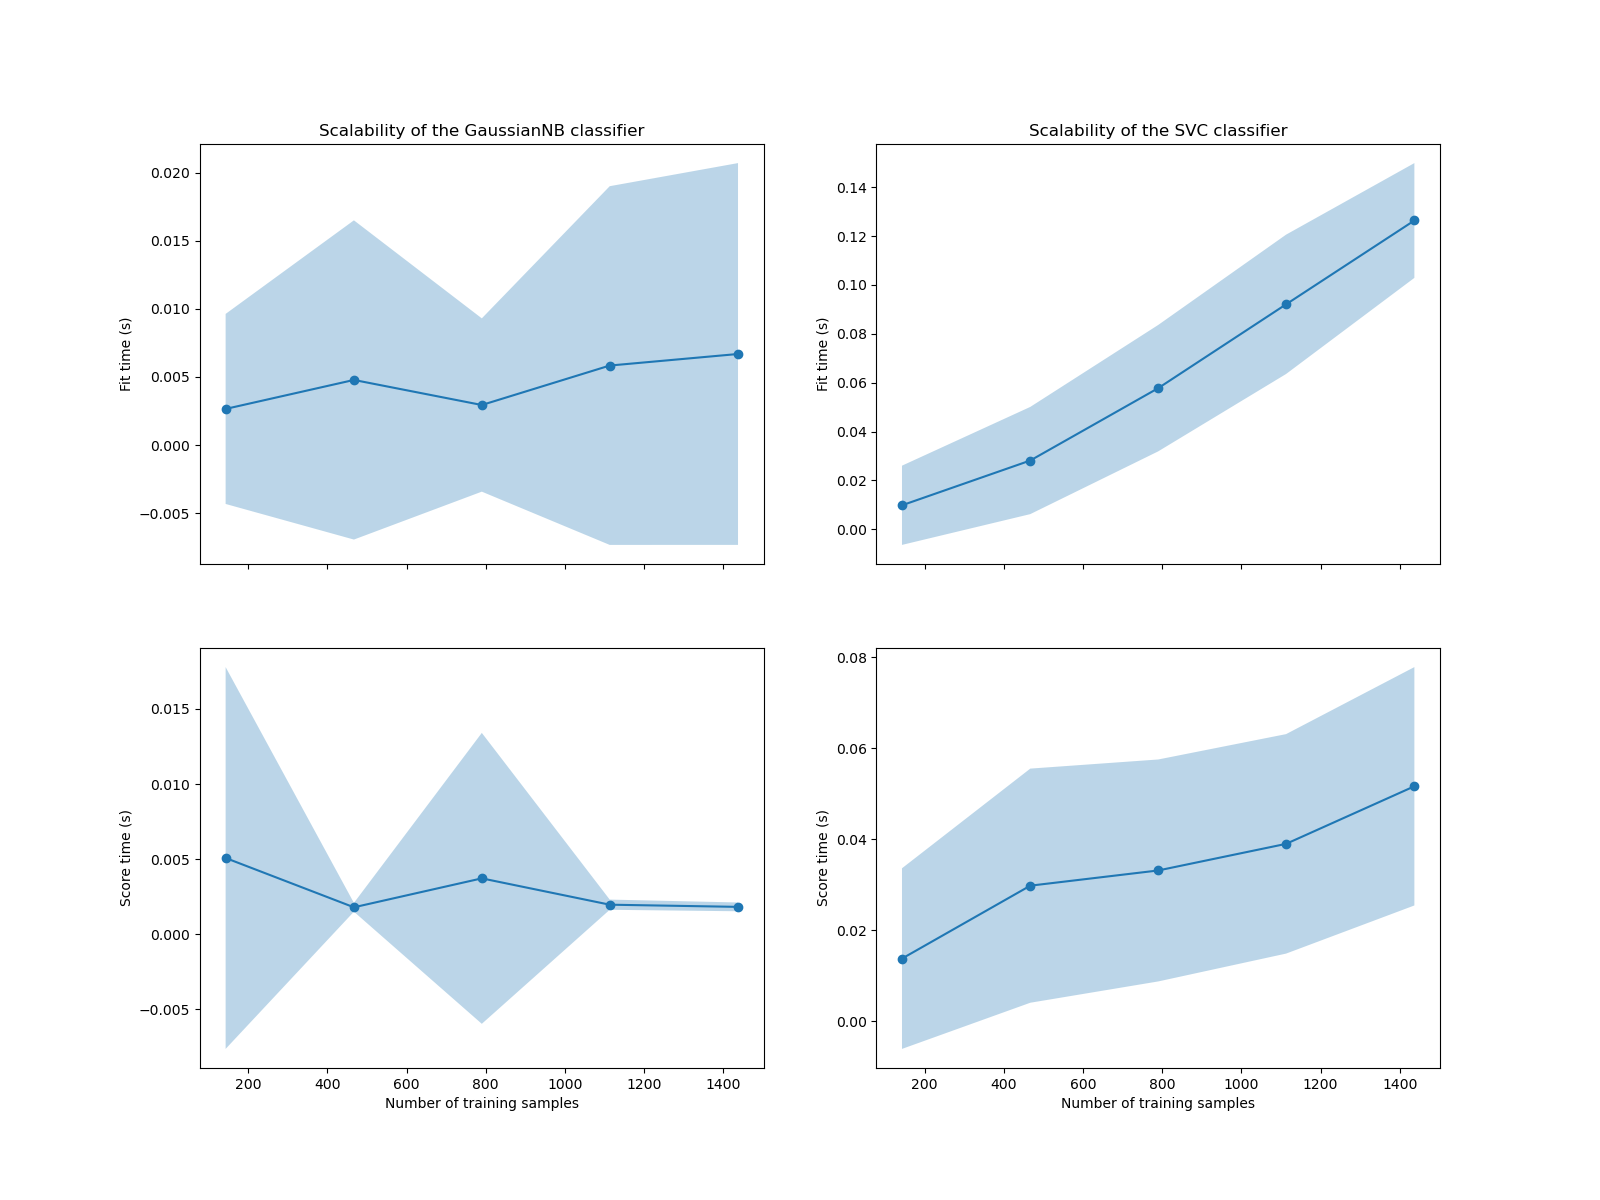 Scalability of the GaussianNB classifier
0.020
0.015
0.010
0.005
0.000
−0.005
Fit time (s)
Scalability of the SVC classifier
0.14
0.12
0.10
0.08
0.06
0.04
0.02
0.00
Fit time (s)
0.015
0.010
0.005
0.000
−0.005
Score time (s)
200 400 600 800 1000 1200 1400
Number of training samples
0.08
0.06
0.04
0.02
0.00
Score time (s)
200 400 600 800 1000 1200 1400
Number of training samples